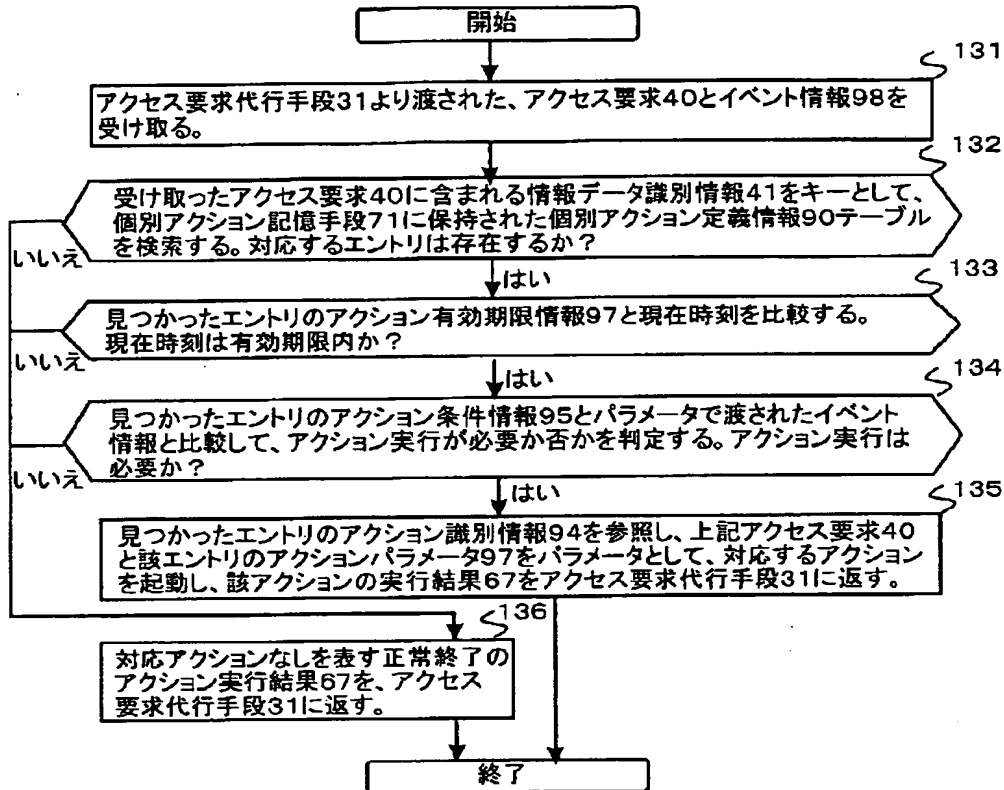 開始
131
アクセス要求代行手段31より渡された、アクセス要求40とイベント情報98を
受け取る。
132
受け取ったアクセス要求40に含まれる情報データ識別情報41をキーとして、
個別アクション記憶手段71に保持された個別アクション定義情報90テーブル
を検索する。対応するエントリは存在するか？
いいえ
はい
133
見つかったエントリのアクション有効期限情報97と現在時刻を比較する。
現在時刻は有効期限内か？
いいえ
はい
134
見つかったエントリのアクション条件情報95とパラメータで渡されたイベント
情報と比較して、アクション実行が必要か否かを判定する。アクション実行は
必要か？
いいえ
はい
135
見つかったエントリのアクション識別情報94を参照し、上記アクセス要求40
と該エントリのアクションパラメータ97をパラメータとして、対応するアクション
を起動し、該アクションの実行結果67をアクセス要求代行手段31に返す。
136
対応アクションなしを表す正常終了の
アクション実行結果67を、アクセス
要求代行手段31に返す。
終了